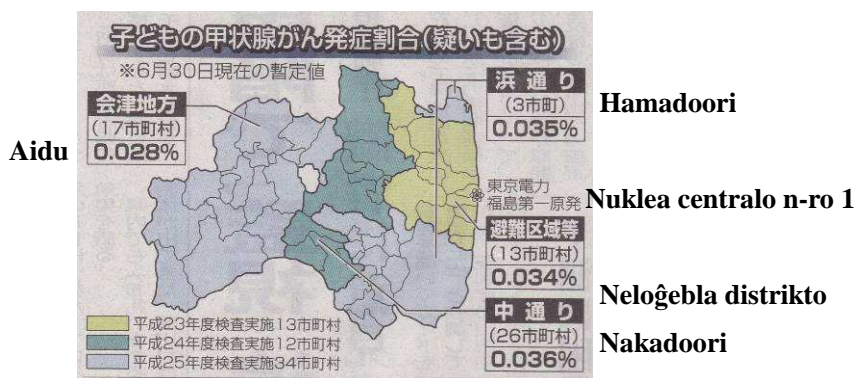 子どもの甲状腺がん発症割合(疑いも含む)
※6月30日現在の暫定値
会津地方
(17市町村)
0.028%
Aidu
浜通り
(3市町)
0.035%
Hamadoori
東京電力
福島第一原発
Nuklea centralo n-ro 1
避難区域等
(13市町村)
0.034%
Neloĝebla distrikto
中通り
(26市町村)
0.036%
Nakadoori
平成23年度検査実施13市町村
平成24年度検査実施12市町村
平成25年度検査実施34市町村